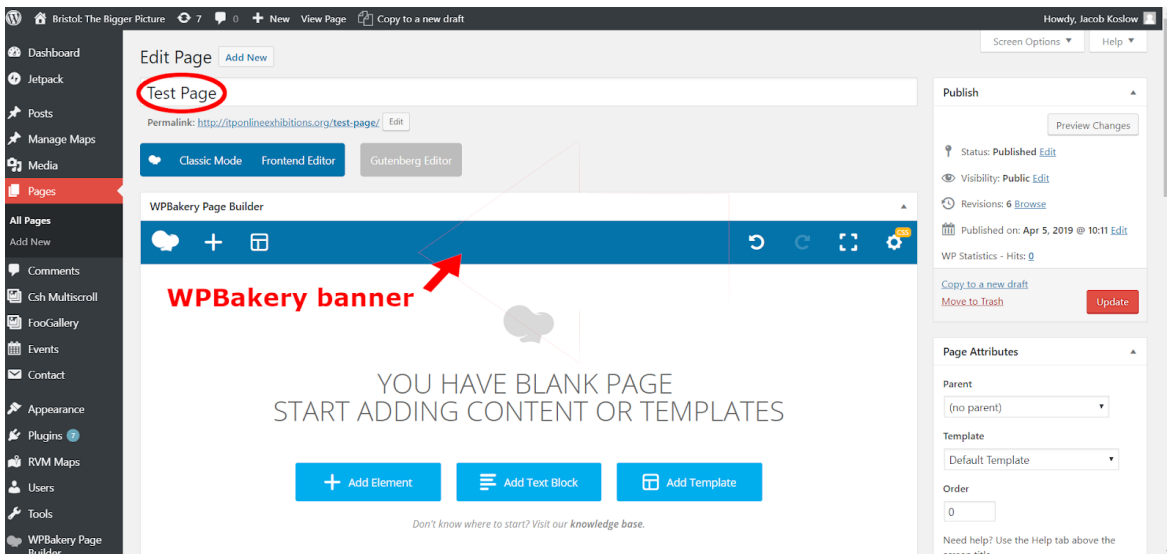 Bristol: The Bigger Picture 7 0 + New View Page Copy to a new draft Howdy, Jacob Koslow
Screen Options Help
Dashboard
Jetpack
Posts
Manage Maps
Media
Pages
All Pages
Add New
Comments
Csh Multiscroll
FooGallery
Events
Contact
Appearance
Plugins 7
RVM Maps
Users
Tools
WPBakery Page
Builder
Edit Page Add New
Test Page
Permalink: http://itponlineexhibitions.org/test-page/ Edit
Classic Mode Frontend Editor Gutenberg Editor
WPBakery Page Builder
CSS
WPBakery banner
YOU HAVE BLANK PAGE
START ADDING CONTENT OR TEMPLATES
Add Element Add Text Block Add Template
Don't know where to start? Visit our knowledge base.
Publish
Preview Changes
Status: Published Edit
Visibility: Public Edit
Revisions: 6 Browse
Published on: Apr 5, 2019 @ 10:11 Edit
WP Statistics - Hits: 0
Copy to a new draft
Move to Trash Update
Page Attributes
Parent
(no parent)
Template
Default Template
Order
0
Need help? Use the Help tab above the
screen title.